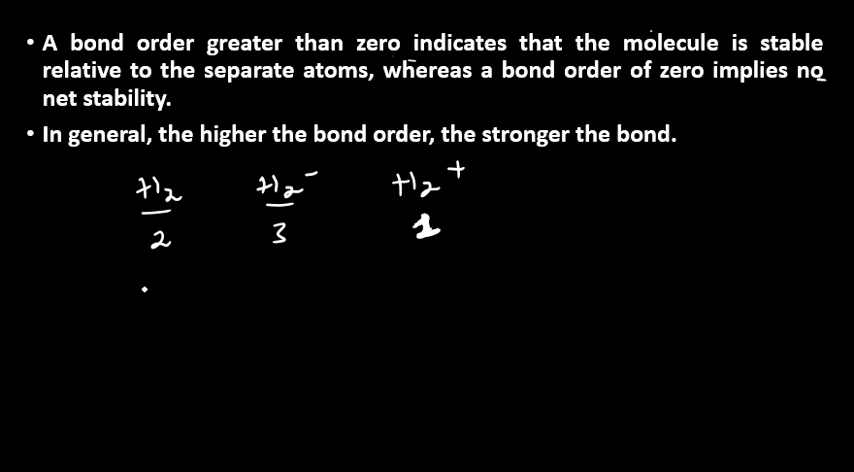 • A bond order greater than zero indicates that the molecule is stable
relative to the separate atoms, whereas a bond order of zero implies no
net stability.
• In general, the higher the bond order, the stronger the bond.
H₂ H₂⁻ H₂⁺
2 3 1